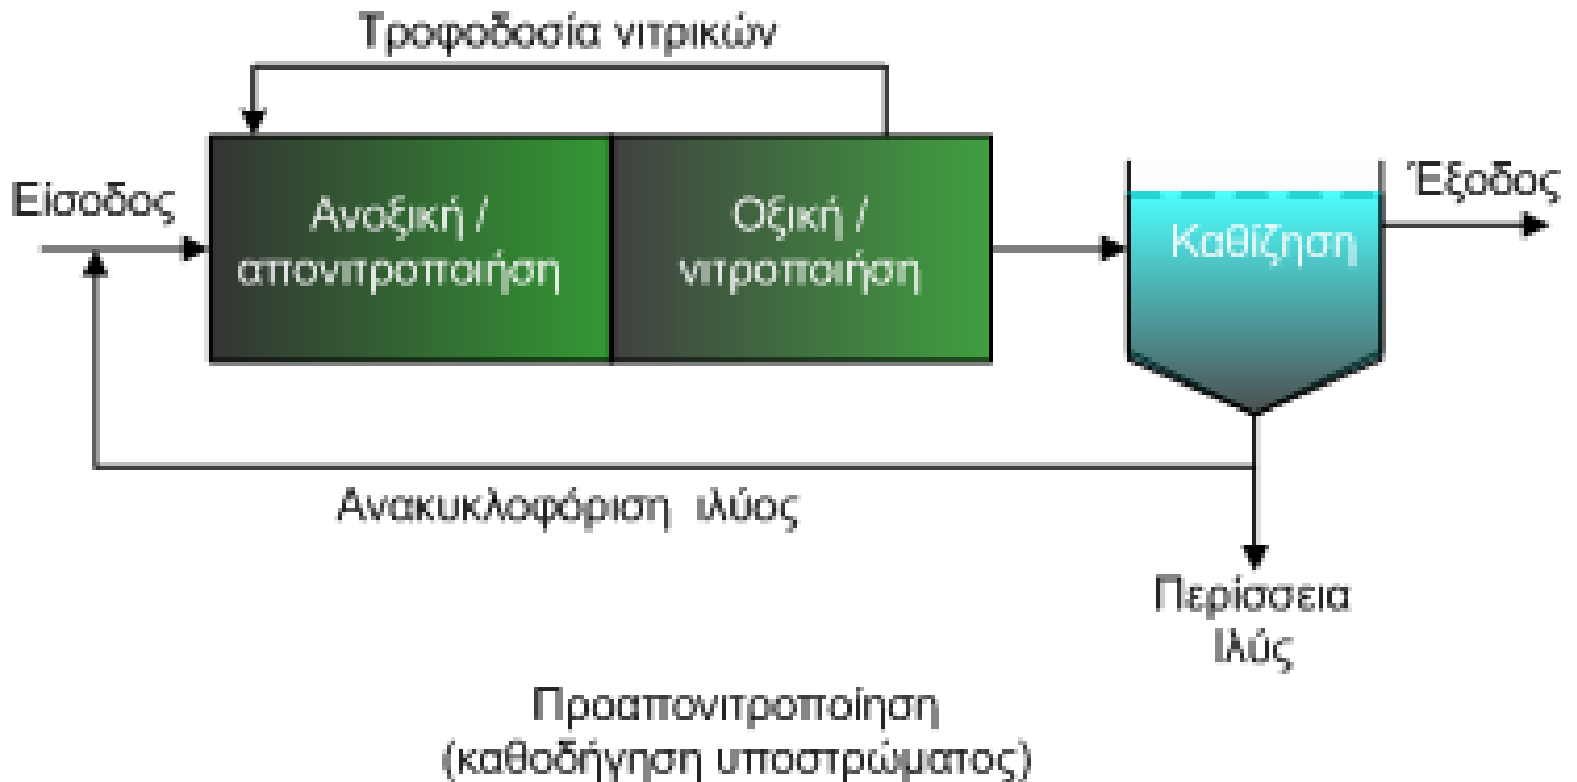 Τροφοδοσία νιτρικών
Είσοδος
Ανοξική /
απονιτροποιήση
Οξική /
νιτροποιήση
Καθίζηση
Έξοδος
Ανακυκλοφόριση ιλύος
Περίσσεια
Ιλύς
Προαπονιτροποίηση
(καθοδήγηση υποστρώματος)